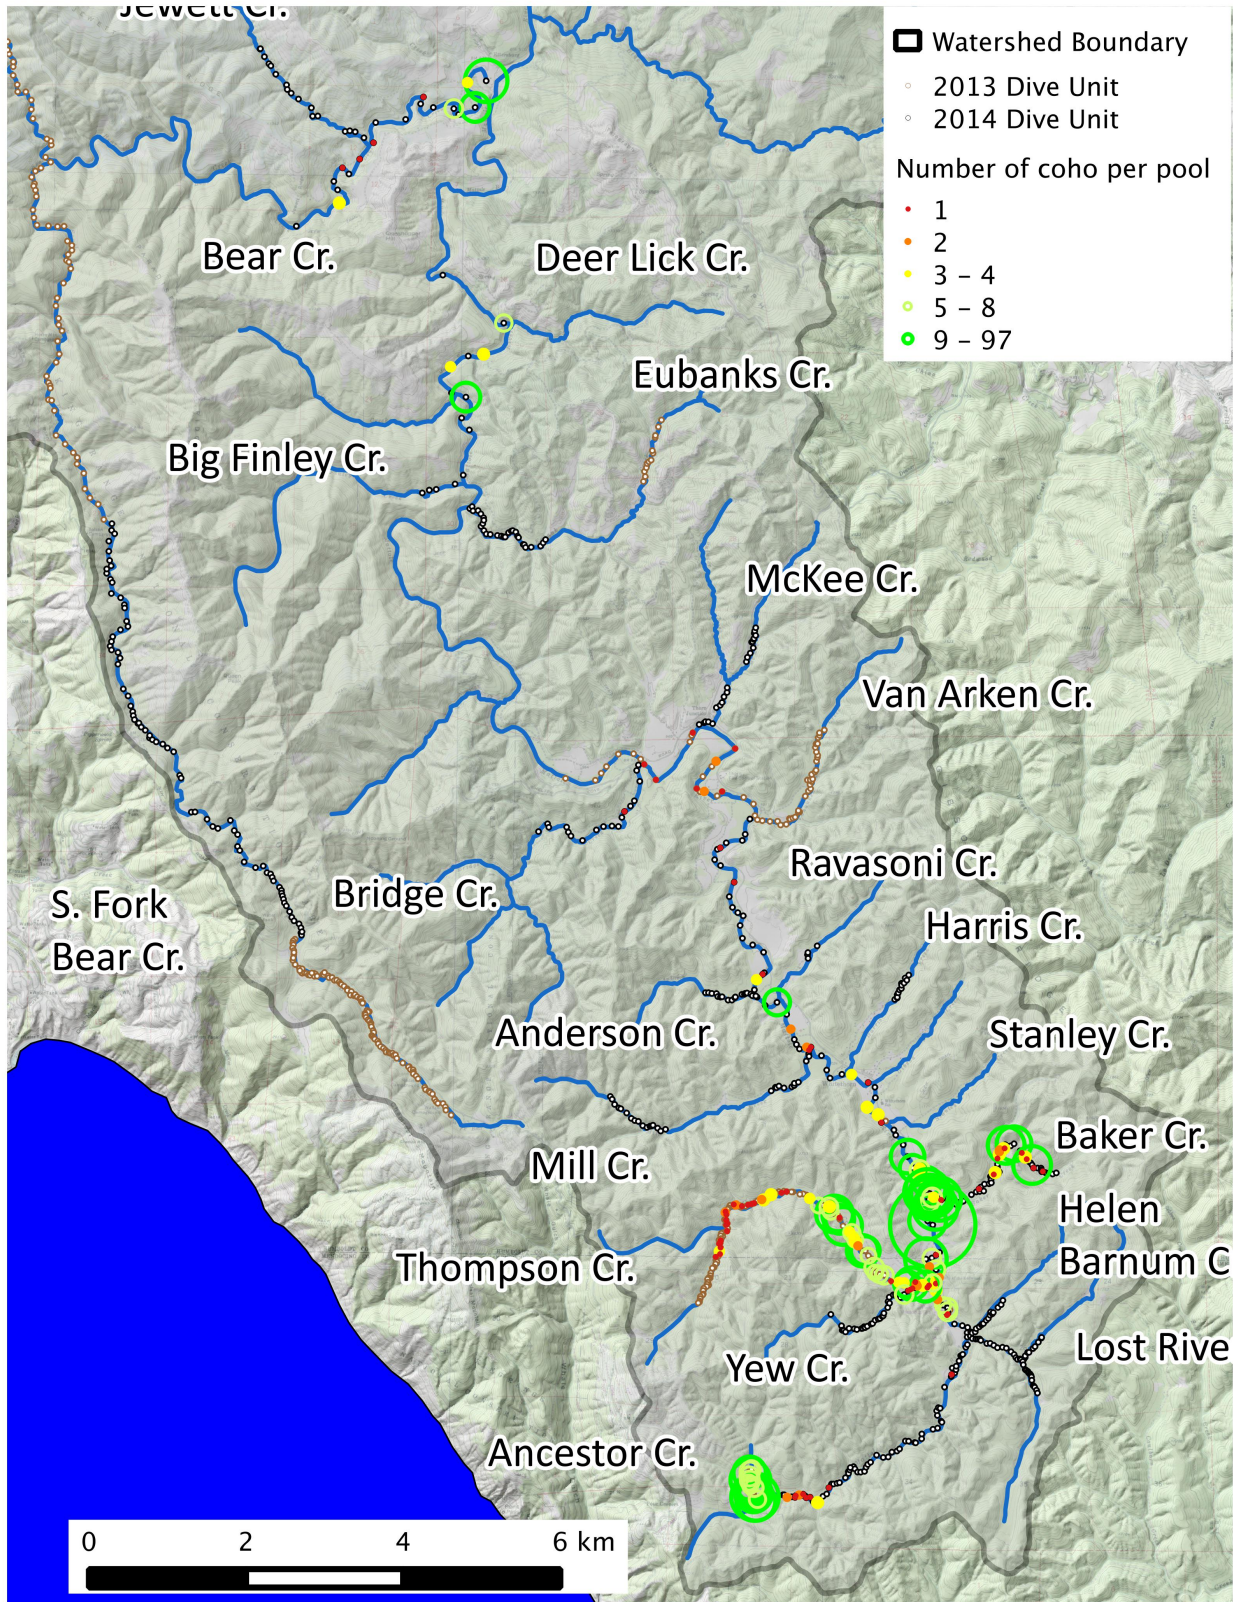 Jewett Cr.
Watershed Boundary
2013 Dive Unit
2014 Dive Unit
Number of coho per pool
1
2
3 – 4
5 – 8
9 – 97
Bear Cr.
Deer Lick Cr.
Eubanks Cr.
Big Finley Cr.
McKee Cr.
Van Arken Cr.
Ravasoni Cr.
Bridge Cr.
S. Fork
Bear Cr.
Harris Cr.
Anderson Cr.
Stanley Cr.
Baker Cr.
Mill Cr.
Helen
Barnum C
Thompson Cr.
Lost Rive
Yew Cr.
Ancestor Cr.
0 2 4 6 km